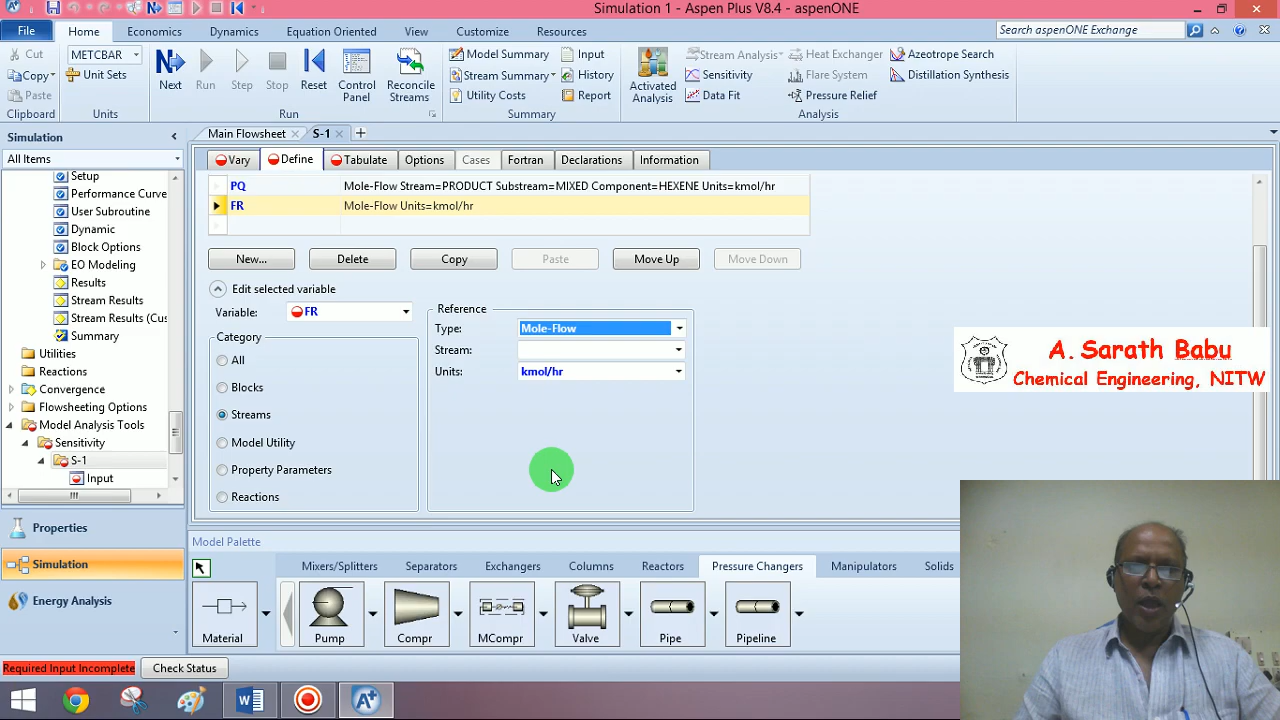 Simulation 1 - Aspen Plus V8.4 - aspenONE
File Home Economics Dynamics Equation Oriented View Customize Resources Search aspenONE Exchange
Cut METCBAR Model Summary Input Stream Analysis Heat Exchanger Azeotrope Search
Copy Unit Sets Next Run Step Stop Reset Control Panel Reconcile Streams Stream Summary History Activated Analysis Sensitivity Flare System Distillation Synthesis
Paste Utility Costs Report Data Fit Pressure Relief
Clipboard Units Run Summary Analysis
Simulation
Main Flowsheet S-1
All Items
Vary Define Tabulate Options Cases Fortran Declarations Information
Setup
Performance Curve
User Subroutine
Dynamic
Block Options
EO Modeling
Results
Stream Results
Stream Results (Cus
Summary
Utilities
Reactions
Convergence
Flowsheeting Options
Model Analysis Tools
Sensitivity
S-1
Input
PQ Mole-Flow Stream=PRODUCT Substream=MIXED Component=HEXENE Units=kmol/hr
FR Mole-Flow Units=kmol/hr
New... Delete Copy Paste Move Up Move Down
Edit selected variable
Variable: FR
Category
All
Blocks
Streams
Model Utility
Property Parameters
Reactions
Reference
Type: Mole-Flow
Stream:
Units: kmol/hr
A. Sarath Babu
Chemical Engineering, NITW
Properties
Simulation
Energy Analysis
Model Palette
Mixers/Splitters Separators Exchangers Columns Reactors Pressure Changers Manipulators Solids
Material Pump Compr MCompr Valve Pipe Pipeline
Required Input Incomplete Check Status